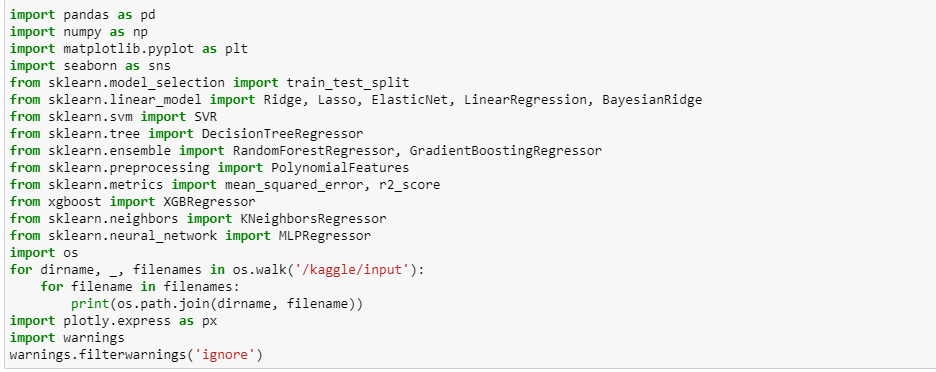 import pandas as pd
import numpy as np
import matplotlib.pyplot as plt
import seaborn as sns
from sklearn.model_selection import train_test_split
from sklearn.linear_model import Ridge, Lasso, ElasticNet, LinearRegression, BayesianRidge
from sklearn.svm import SVR
from sklearn.tree import DecisionTreeRegressor
from sklearn.ensemble import RandomForestRegressor, GradientBoostingRegressor
from sklearn.preprocessing import PolynomialFeatures
from sklearn.metrics import mean_squared_error, r2_score
from xgboost import XGBRegressor
from sklearn.neighbors import KNeighborsRegressor
from sklearn.neural_network import MLPRegressor
import os
for dirname, _, filenames in os.walk('/kaggle/input'):
    for filename in filenames:
        print(os.path.join(dirname, filename))
import plotly.express as px
import warnings
warnings.filterwarnings('ignore')